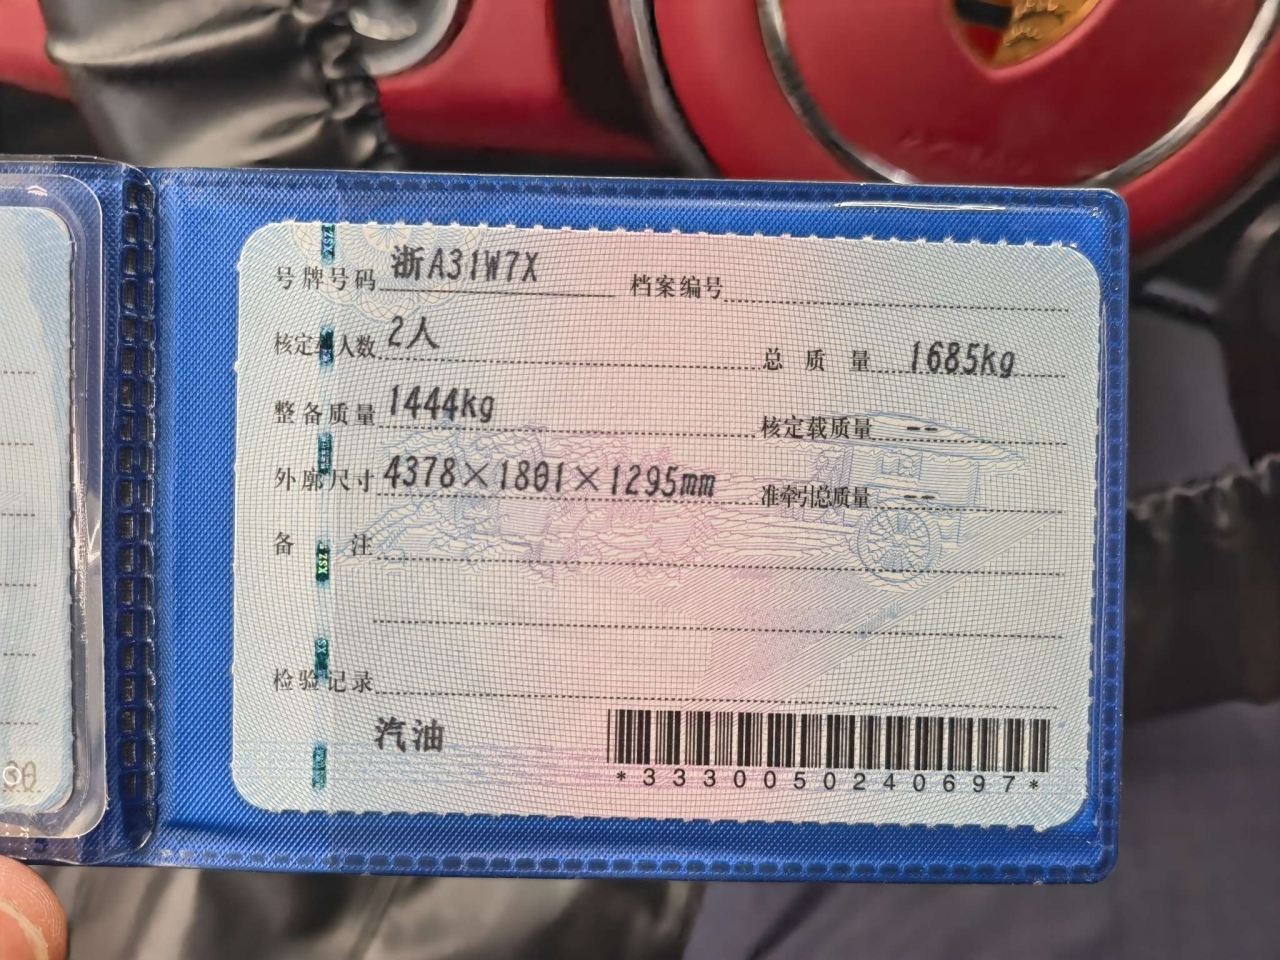 号牌号码 浙A31W7X 档案编号
核定载人数 2人 总质量 1685kg
整备质量 1444kg 核定载质量 --
外廓尺寸 4378×1801×1295mm 准牵引总质量 --
备注
检验记录
汽油
*3330050240697*